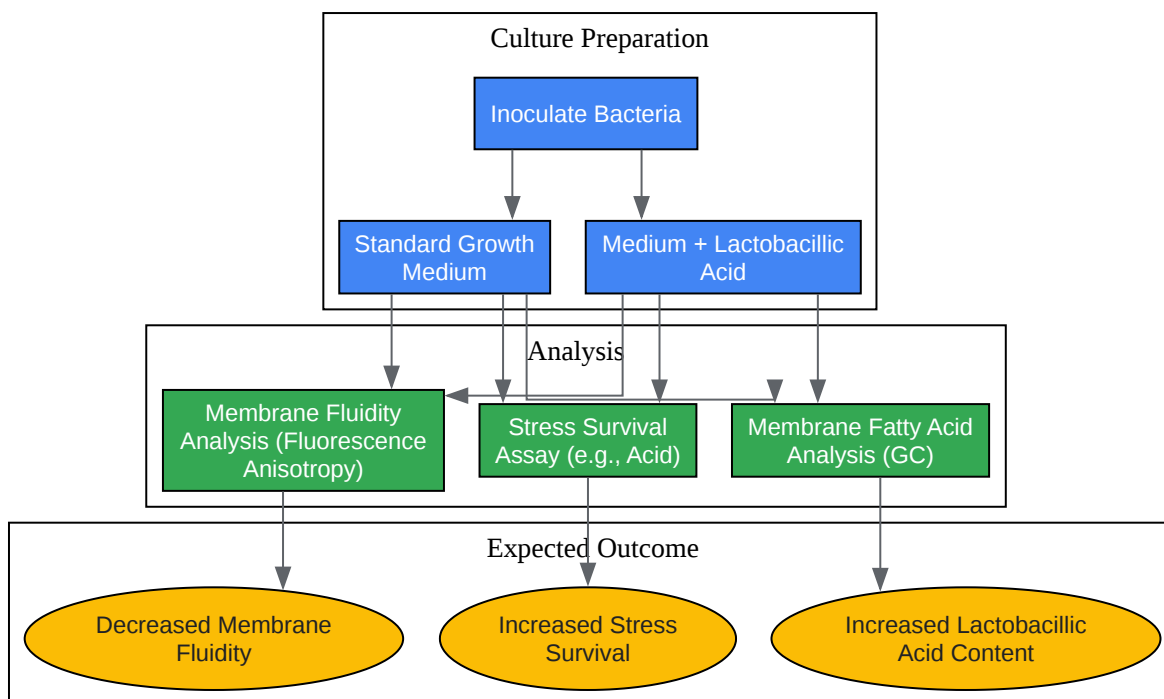 Culture Preparation
Inoculate Bacteria
Standard Growth
Medium
Medium + Lactobacillic
Acid
Analysis
Membrane Fluidity
Analysis (Fluorescence
Anisotropy)
Stress Survival
Assay (e.g., Acid)
Membrane Fatty Acid
Analysis (GC)
Expected Outcome
Decreased Membrane
Fluidity
Increased Stress
Survival
Increased Lactobacillic
Acid Content